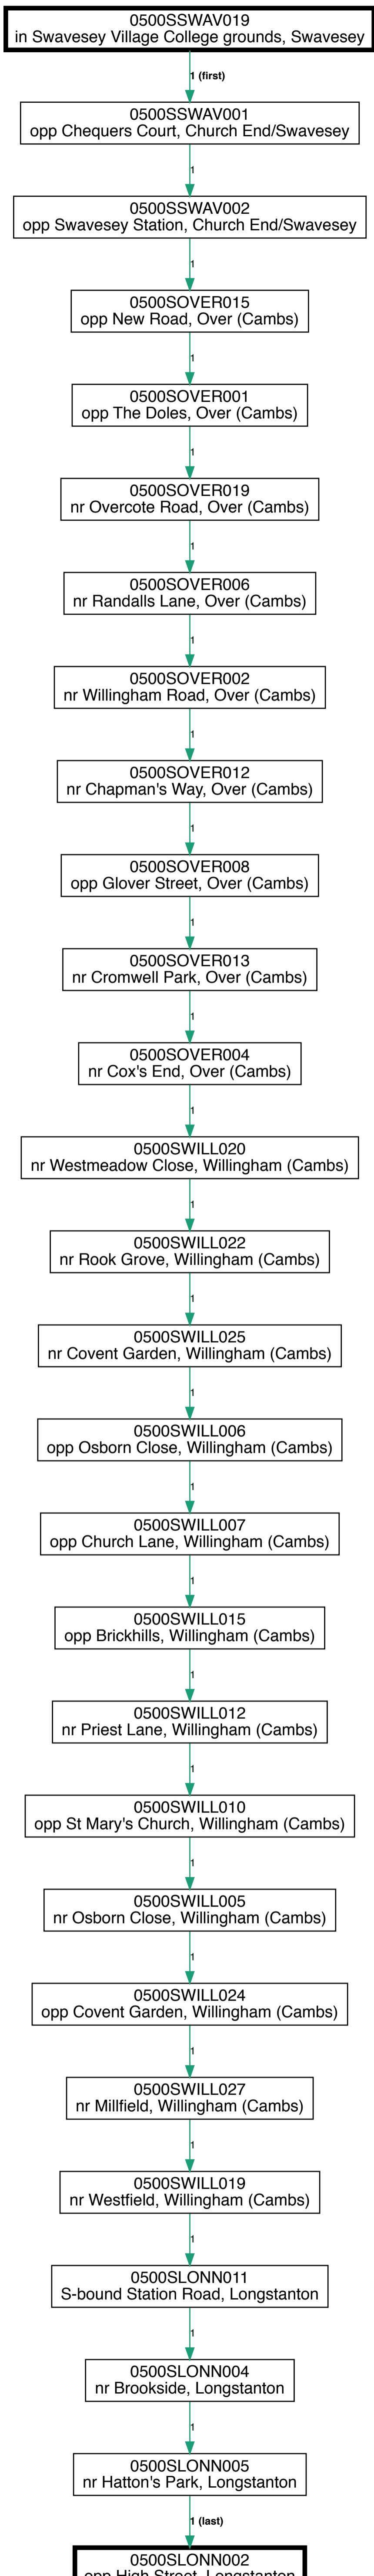 0500SSWAV019
in Swavesey Village College grounds, Swavesey
1 (first)
0500SSWAV001
opp Chequers Court, Church End/Swavesey
1
0500SSWAV002
opp Swavesey Station, Church End/Swavesey
1
0500SOVER015
opp New Road, Over (Cambs)
1
0500SOVER001
opp The Doles, Over (Cambs)
1
0500SOVER019
nr Overcote Road, Over (Cambs)
1
0500SOVER006
nr Randalls Lane, Over (Cambs)
1
0500SOVER002
nr Willingham Road, Over (Cambs)
1
0500SOVER012
nr Chapman's Way, Over (Cambs)
1
0500SOVER008
opp Glover Street, Over (Cambs)
1
0500SOVER013
nr Cromwell Park, Over (Cambs)
1
0500SOVER004
nr Cox's End, Over (Cambs)
1
0500SWILL020
nr Westmeadow Close, Willingham (Cambs)
1
0500SWILL022
nr Rook Grove, Willingham (Cambs)
1
0500SWILL025
nr Covent Garden, Willingham (Cambs)
1
0500SWILL006
opp Osborn Close, Willingham (Cambs)
1
0500SWILL007
opp Church Lane, Willingham (Cambs)
1
0500SWILL015
opp Brickhills, Willingham (Cambs)
1
0500SWILL012
nr Priest Lane, Willingham (Cambs)
1
0500SWILL010
opp St Mary's Church, Willingham (Cambs)
1
0500SWILL005
nr Osborn Close, Willingham (Cambs)
1
0500SWILL024
opp Covent Garden, Willingham (Cambs)
1
0500SWILL027
nr Millfield, Willingham (Cambs)
1
0500SWILL019
nr Westfield, Willingham (Cambs)
1
0500SLONN011
S-bound Station Road, Longstanton
1
0500SLONN004
nr Brookside, Longstanton
1
0500SLONN005
nr Hatton's Park, Longstanton
1 (last)
0500SLONN002
opp High Street, Longstanton